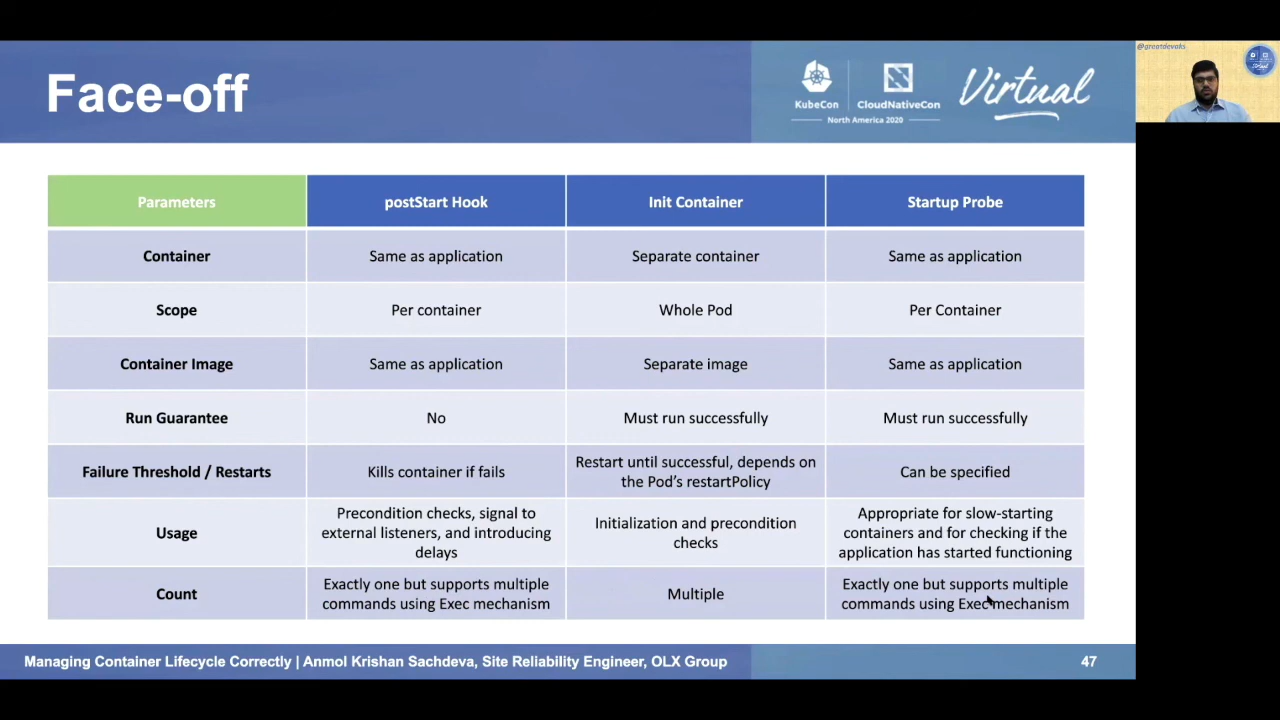 Face-off
KubeCon
CloudNativeCon
North America 2020
Virtual
@greatdevaks
Parameters
postStart Hook
Init Container
Startup Probe
Container
Same as application
Separate container
Same as application
Scope
Per container
Whole Pod
Per Container
Container Image
Same as application
Separate image
Same as application
Run Guarantee
No
Must run successfully
Must run successfully
Failure Threshold / Restarts
Kills container if fails
Restart until successful, depends on
the Pod's restartPolicy
Can be specified
Usage
Precondition checks, signal to
external listeners, and introducing
delays
Initialization and precondition
checks
Appropriate for slow-starting
containers and for checking if the
application has started functioning
Count
Exactly one but supports multiple
commands using Exec mechanism
Multiple
Exactly one but supports multiple
commands using Exec mechanism
Managing Container Lifecycle Correctly | Anmol Krishan Sachdeva, Site Reliability Engineer, OLX Group
47